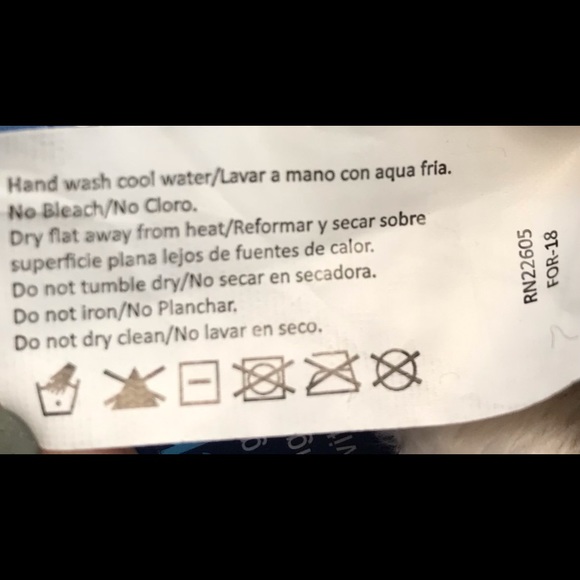 Hand wash cool water/Lavar a mano con aqua fria.
No Bleach/No Cloro.
Dry flat away from heat/Reformar y secar sobre
superficie plana lejos de fuentes de calor.
Do not tumble dry/No secar en secadora.
Do not iron/No Planchar.
Do not dry clean/No lavar en seco.
RN22605
FOR-18